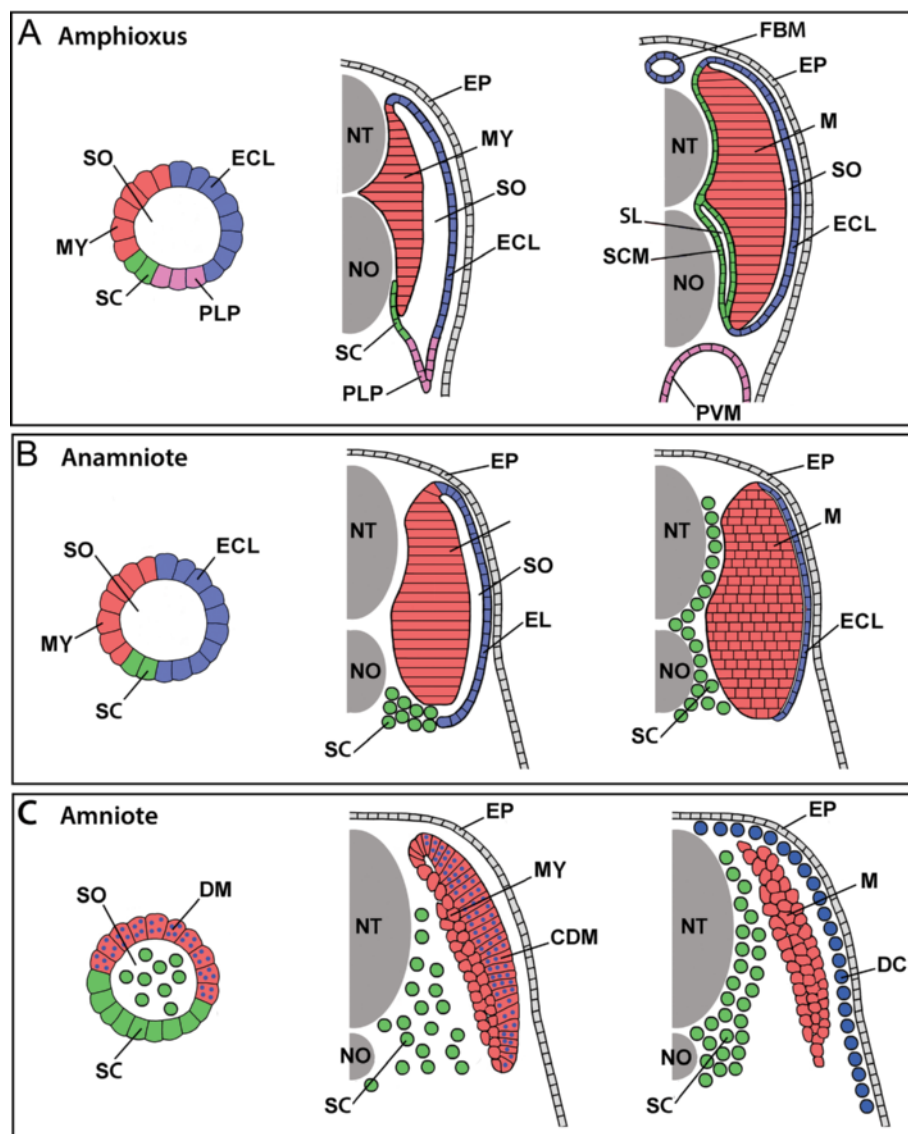 A Amphioxus
SO
ECL
MY
SC
PLP
EP
NT
MY
SO
NO
ECL
SC
PLP
FBM
EP
NT
M
SO
SL
SCM
ECL
NO
PVM
B Anamniote
SO
ECL
MY
SC
EP
NT
SO
EL
NO
SC
EP
NT
M
ECL
NO
SC
C Amniote
SO
DM
SC
EP
MY
NT
CDM
NO
SC
EP
M
NT
DC
NO
SC